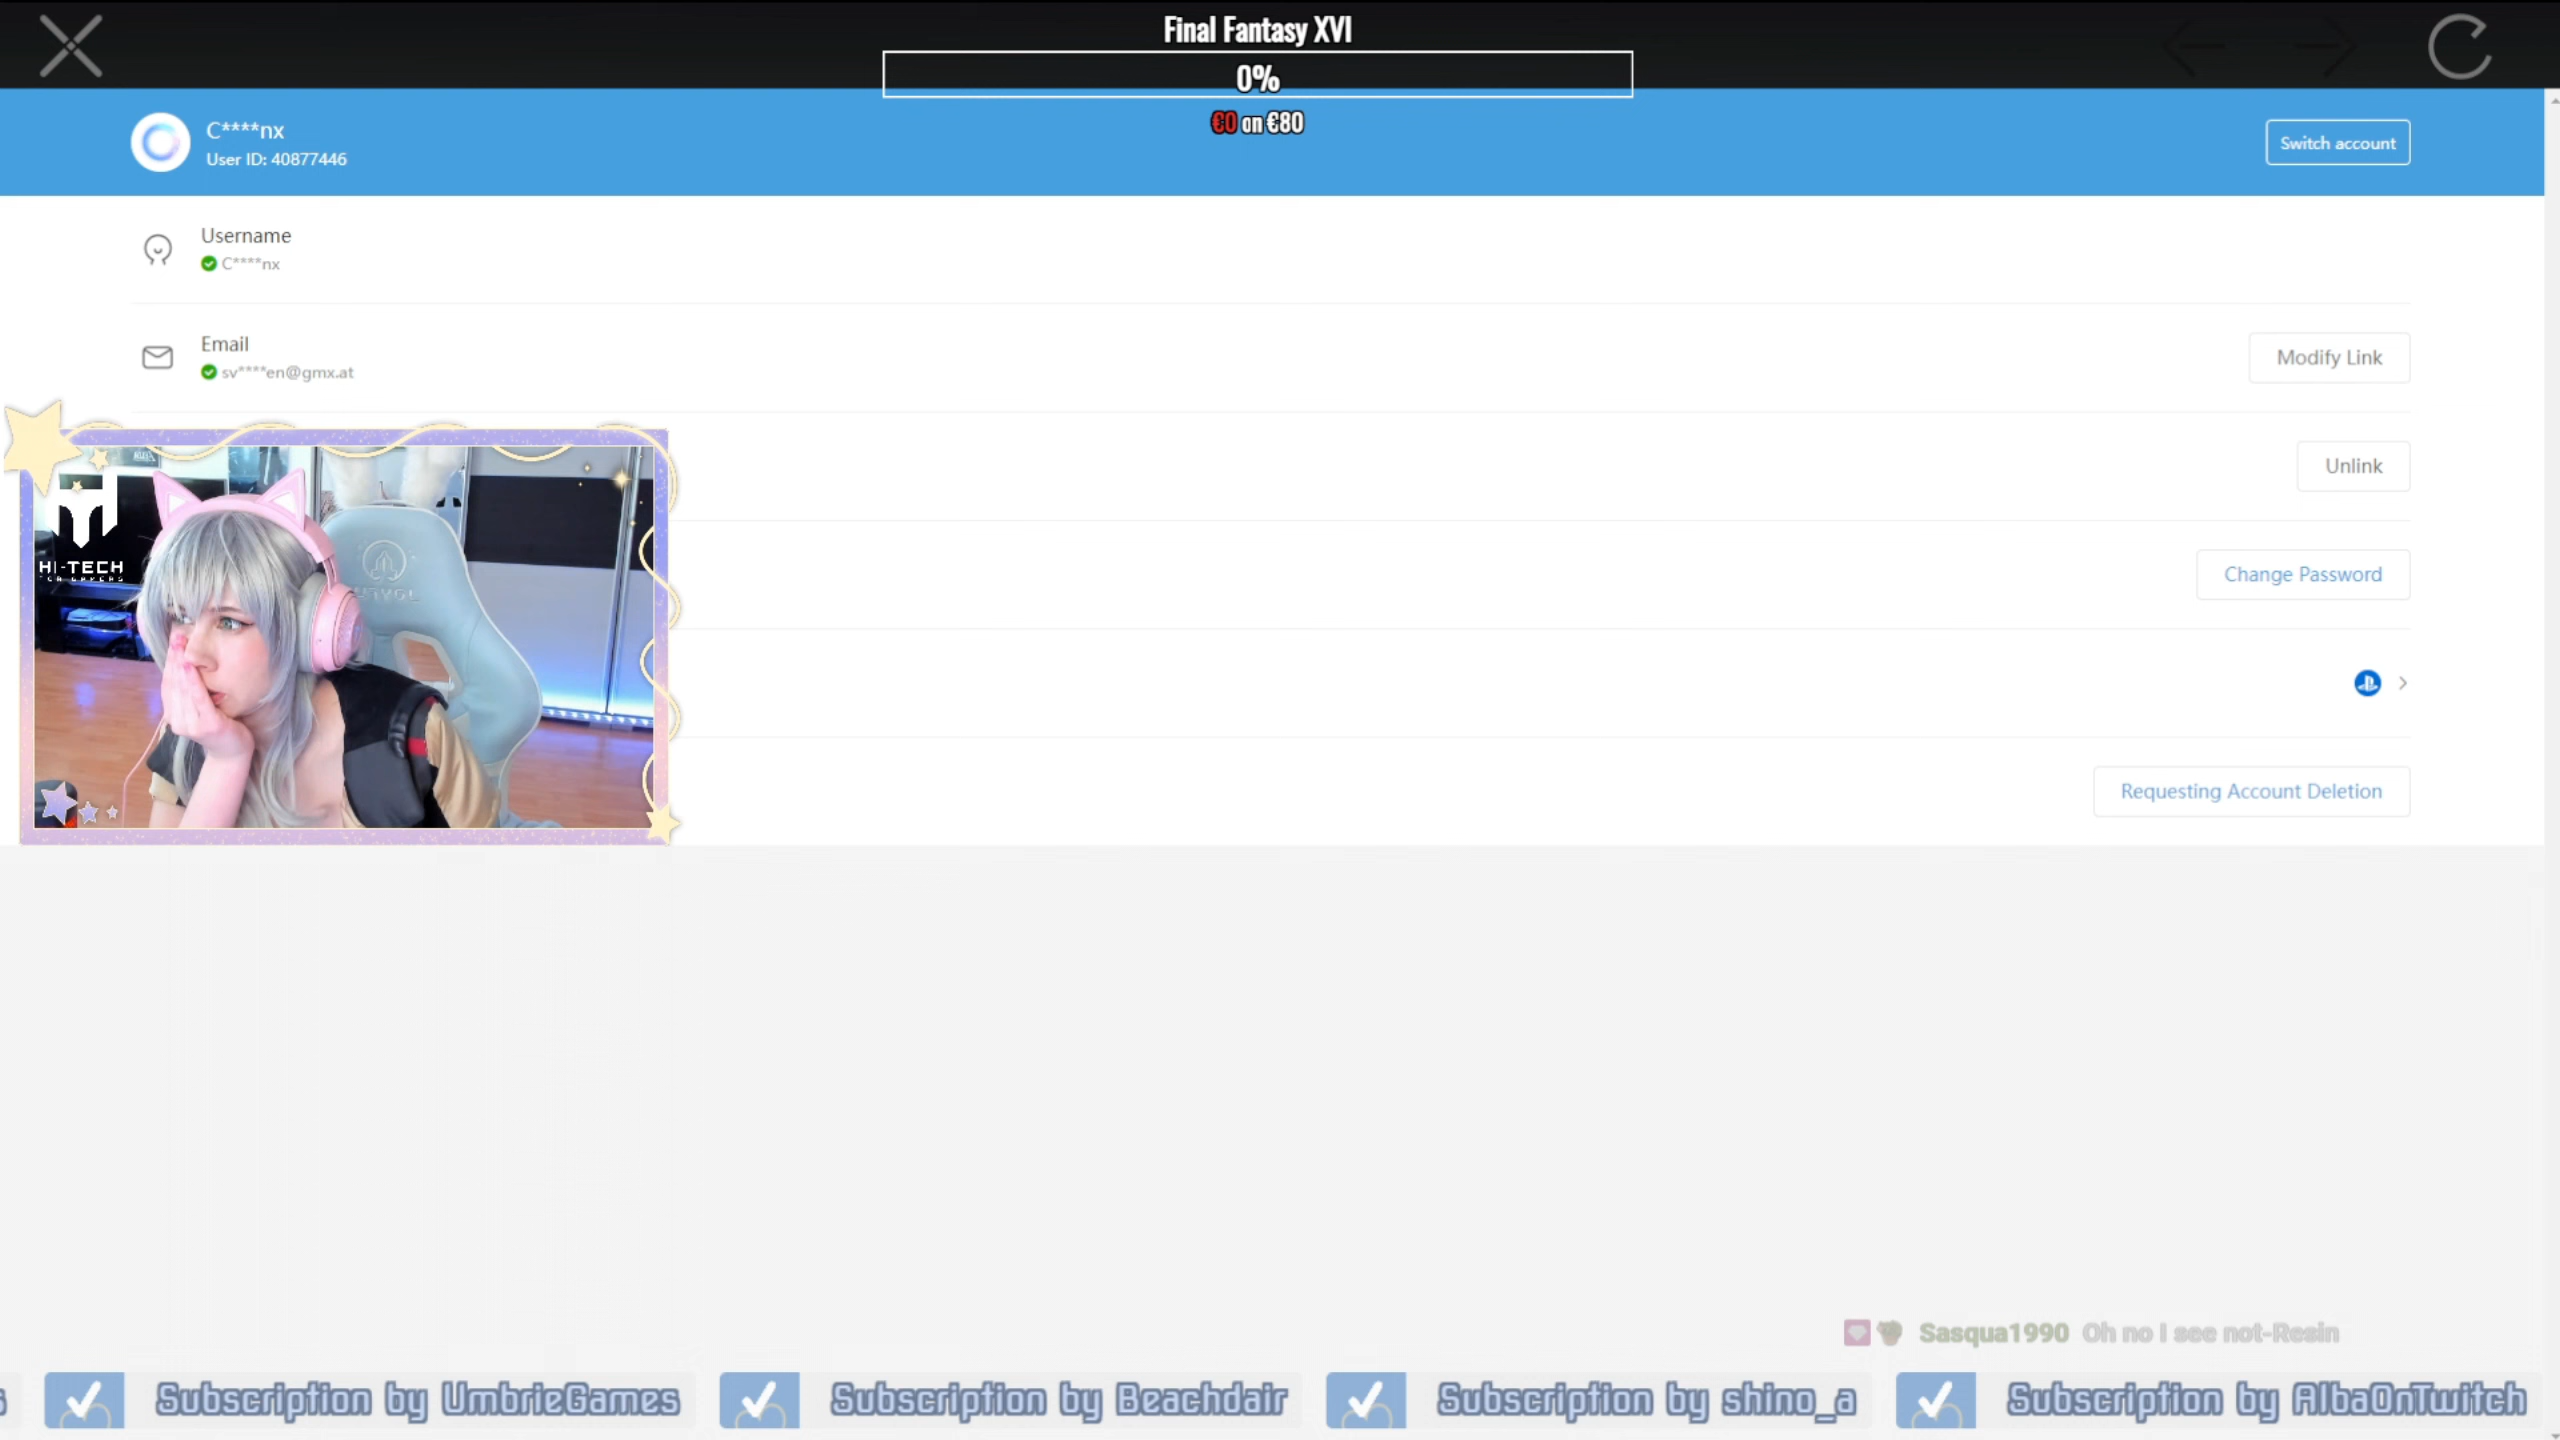 Final Fantasy XVI
0%
€0 on €80
C****nx
User ID: 40877446
Switch account
Username
C****nx
Email
sv****en@gmx.at
Modify Link
Unlink
HI-TECH
FOR GAMERS
Change Password
Requesting Account Deletion
Sasqua1990 Oh no I see not-Resin
s Subscription by UmbrieGames Subscription by Beachdair Subscription by shino_a Subscription by AlbaOnTwitch